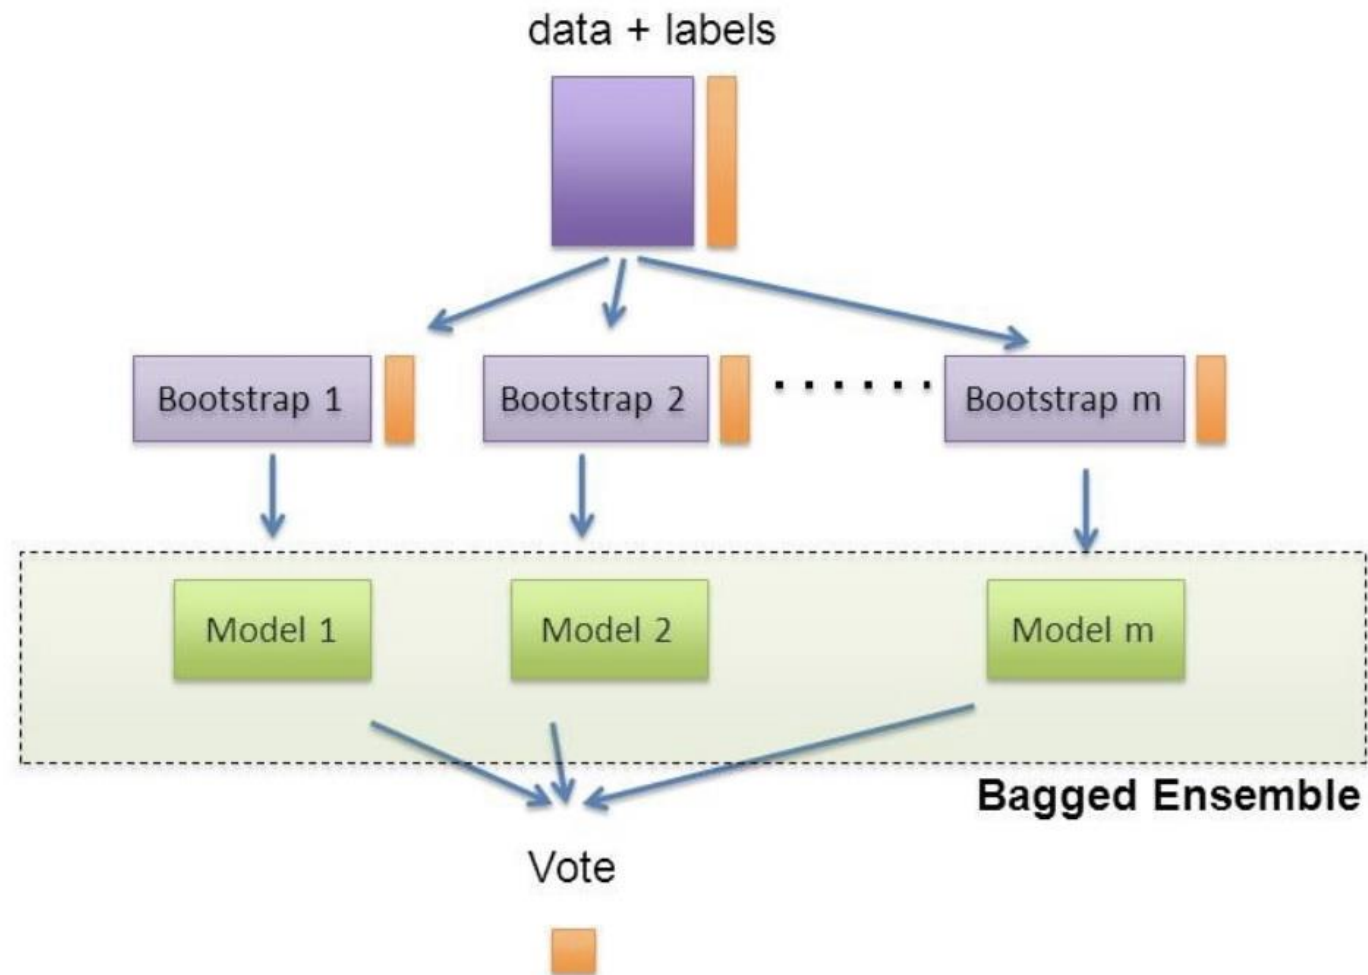 data + labels
Bootstrap 1
Bootstrap 2
......
Bootstrap m
Model 1
Model 2
Model m
Bagged Ensemble
Vote